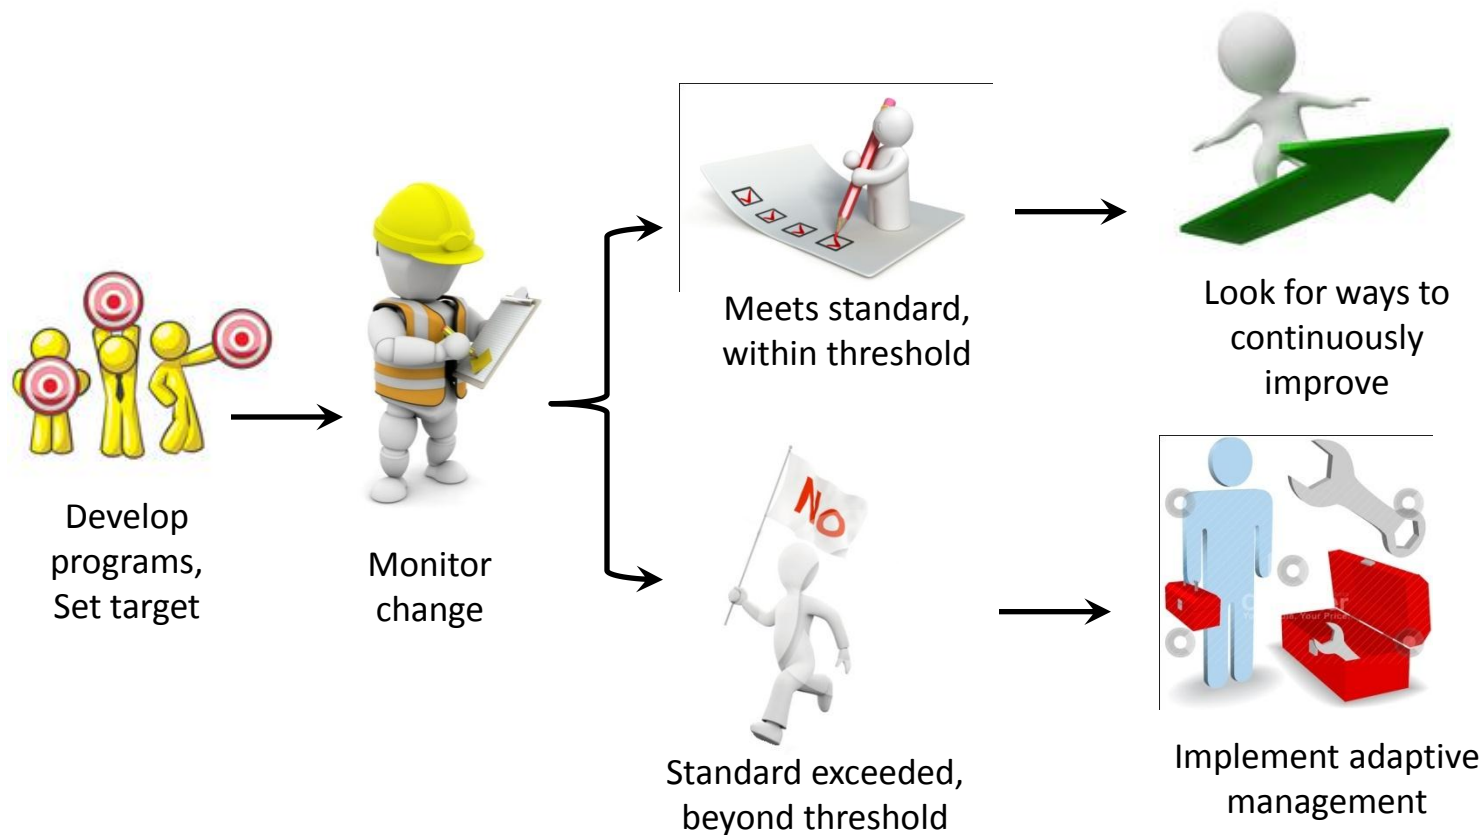 Develop
programs,
Set target
Monitor
change
Meets standard,
within threshold
Look for ways to
continuously
improve
NO
Standard exceeded,
beyond threshold
Implement adaptive
management